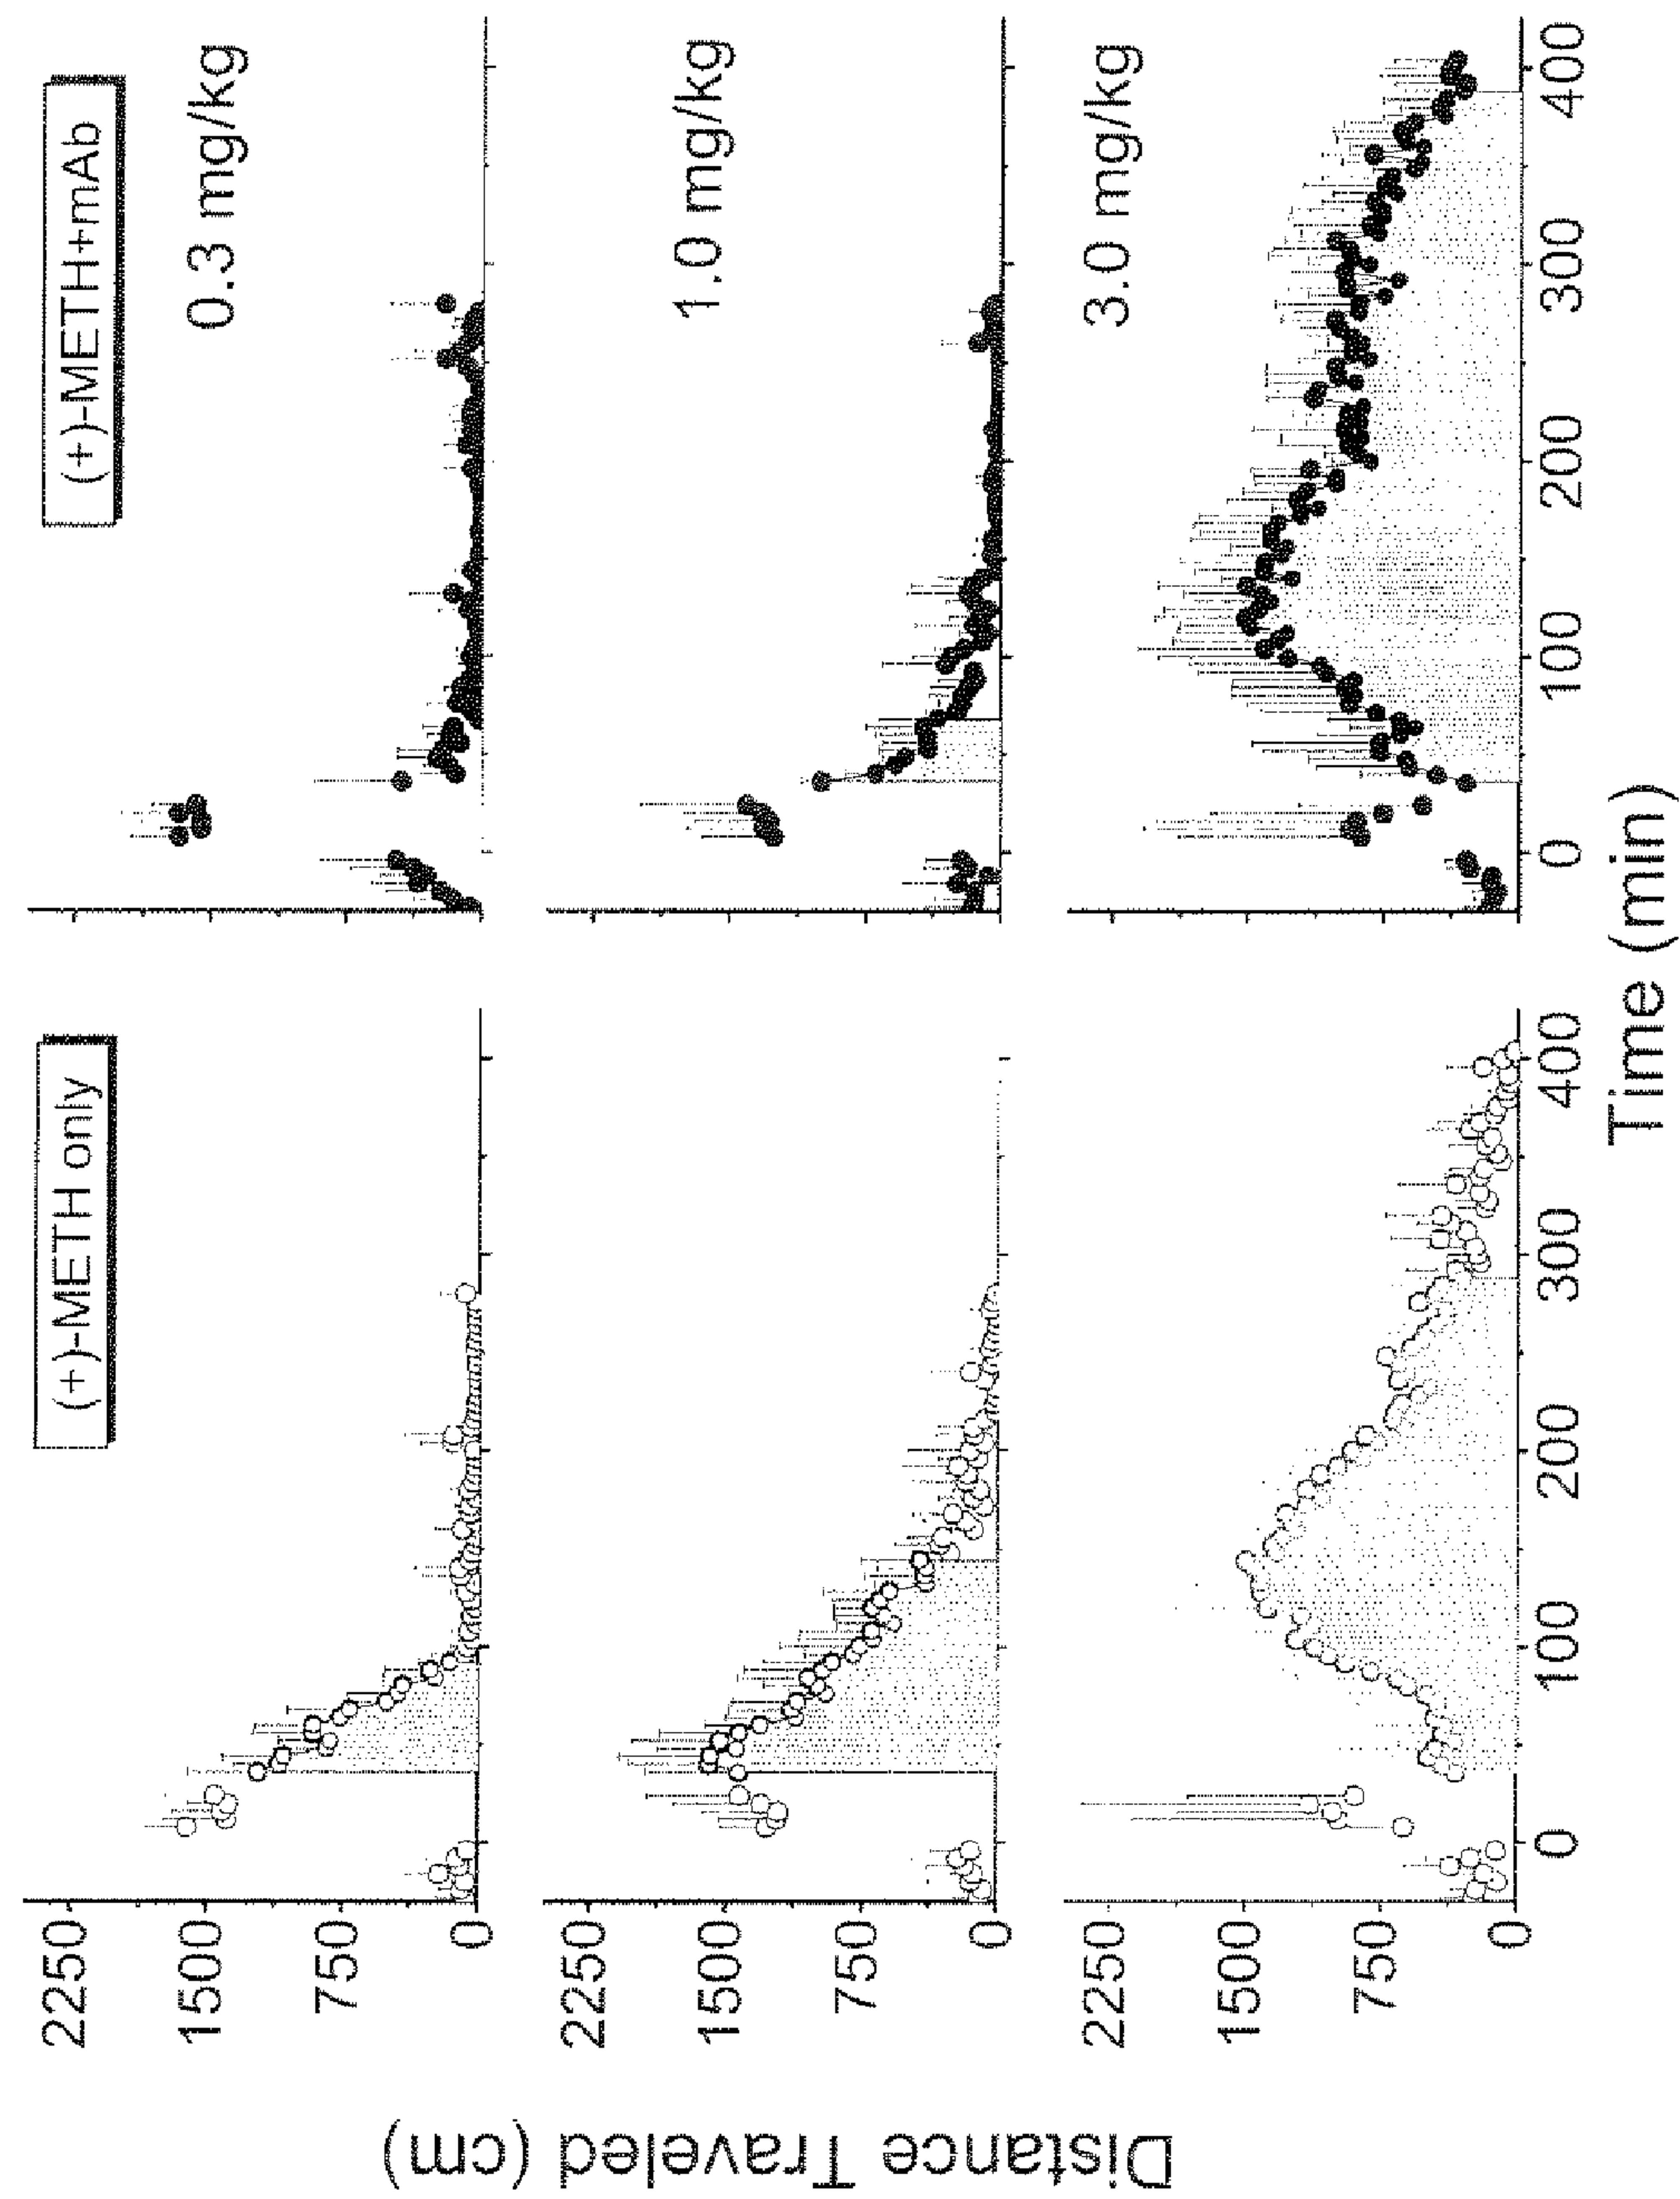 (+)-METH only
(+)-METH+mAb
2250
1500
750
0
0.3 mg/kg
2250
1500
750
0
1.0 mg/kg
2250
1500
750
0
3.0 mg/kg
0 100 200 300 400
0 100 200 300 400
Time (min)
Distance Traveled (cm)